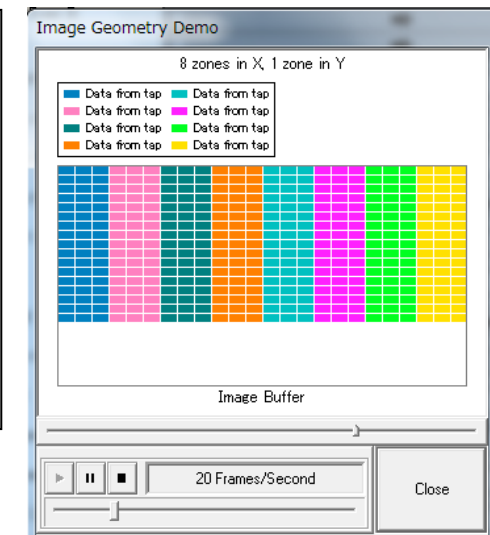 Image Geometry Demo
8 zones in X, 1 zone in Y
Data from tap Data from tap
Data from tap Data from tap
Data from tap Data from tap
Data from tap Data from tap
Image Buffer
20 Frames/Second
Close